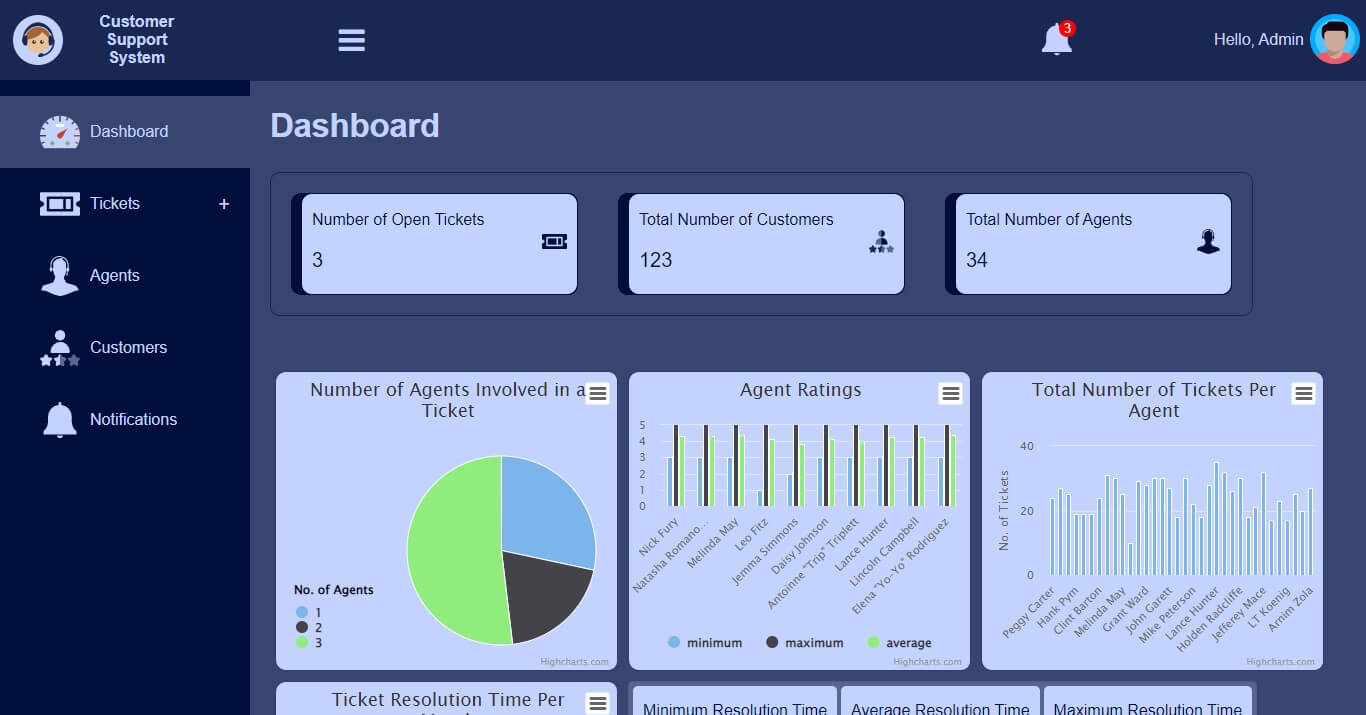 Customer
Support
System
3
Hello, Admin
Dashboard
Tickets +
Agents
Customers
Notifications
Dashboard
Number of Open Tickets
3
Total Number of Customers
123
Total Number of Agents
34
Number of Agents Involved in a
Ticket
No. of Agents
1
2
3
Highcharts.com
Agent Ratings
5
4
3
2
1
0
Nick Fury
Natasha Romano...
Melinda May
Leo Fitz
Jemma Simmons
Daisy Johnson
Antoinne "Trip" Triplett
Lance Hunter
Lincoln Campbell
Elena "Yo-Yo" Rodriguez
minimum maximum average
Highcharts.com
Total Number of Tickets Per
Agent
No. of Tickets
40
20
0
Peggy Carter
Hank Pym
Clint Barton
Melinda May
Grant Ward
John Garett
Mike Peterson
Lance Hunter
Holden Radcliffe
Jefferey Mace
LT Koenig
Arnim Zola
Highcharts.com
Ticket Resolution Time Per
Minimum Resolution Time
Average Resolution Time
Maximum Resolution Time